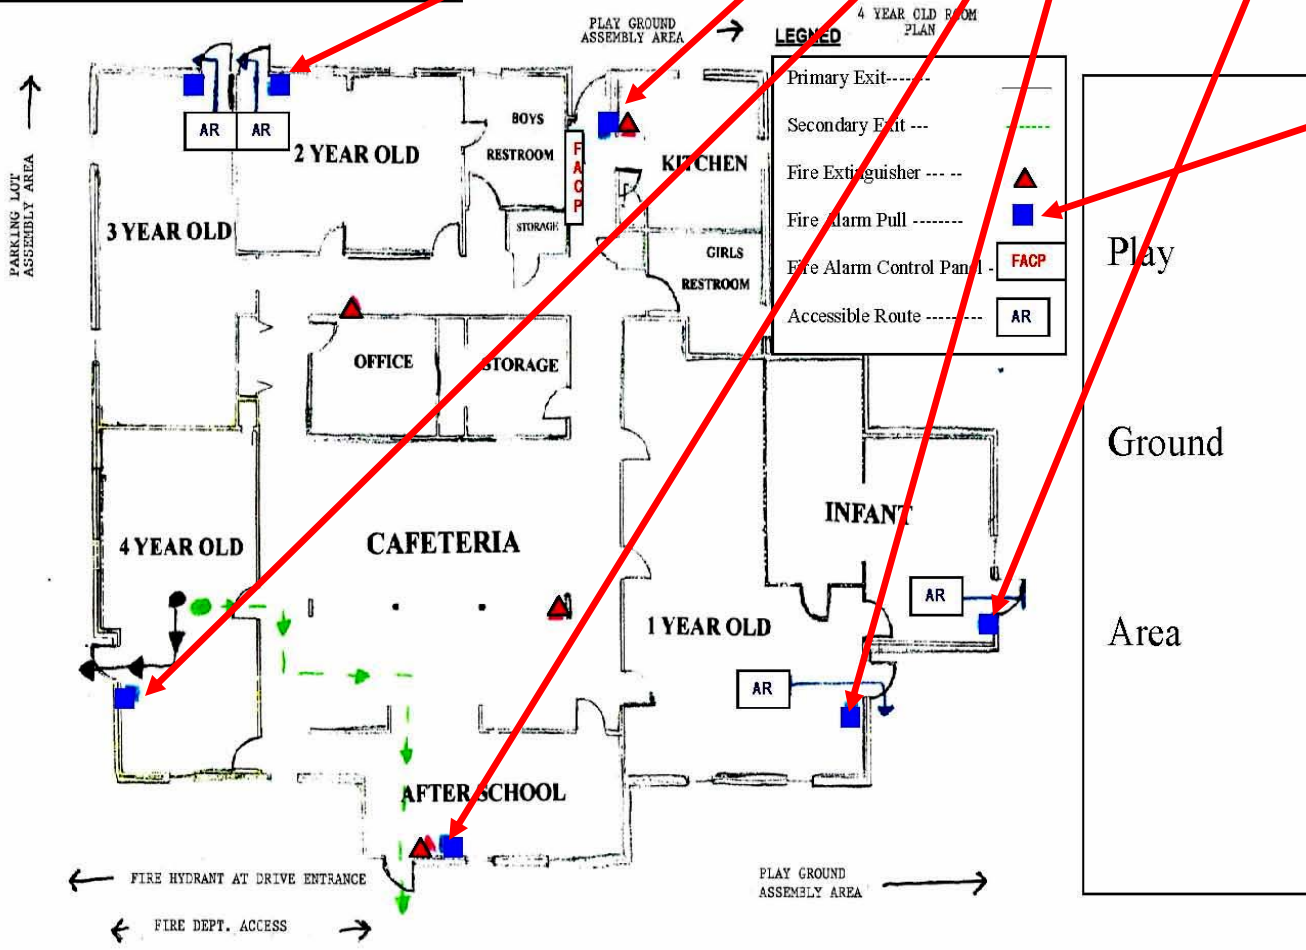 4 YEAR OLD ROOM
PLAN
PLAY GROUND
ASSEMBLY AREA
LEGNED
Primary Exit------
Secondary Exit ---
Fire Extinguisher --- --
Fire Alarm Pull --------
Fire Alarm Control Panel -
FACP
Accessible Route ---------
AR
PARKING LOT
ASSEMBLY AREA
AR
AR
2 YEAR OLD
BOYS
RESTROOM
FACP
KITCHEN
3 YEAR OLD
STORAGE
GIRLS
RESTROOM
Play
Ground
Area
OFFICE
STORAGE
4 YEAR OLD
CAFETERIA
INFANT
AR
1 YEAR OLD
AR
AFTER SCHOOL
FIRE HYDRANT AT DRIVE ENTRANCE
FIRE DEPT. ACCESS
PLAY GROUND
ASSEMBLY AREA